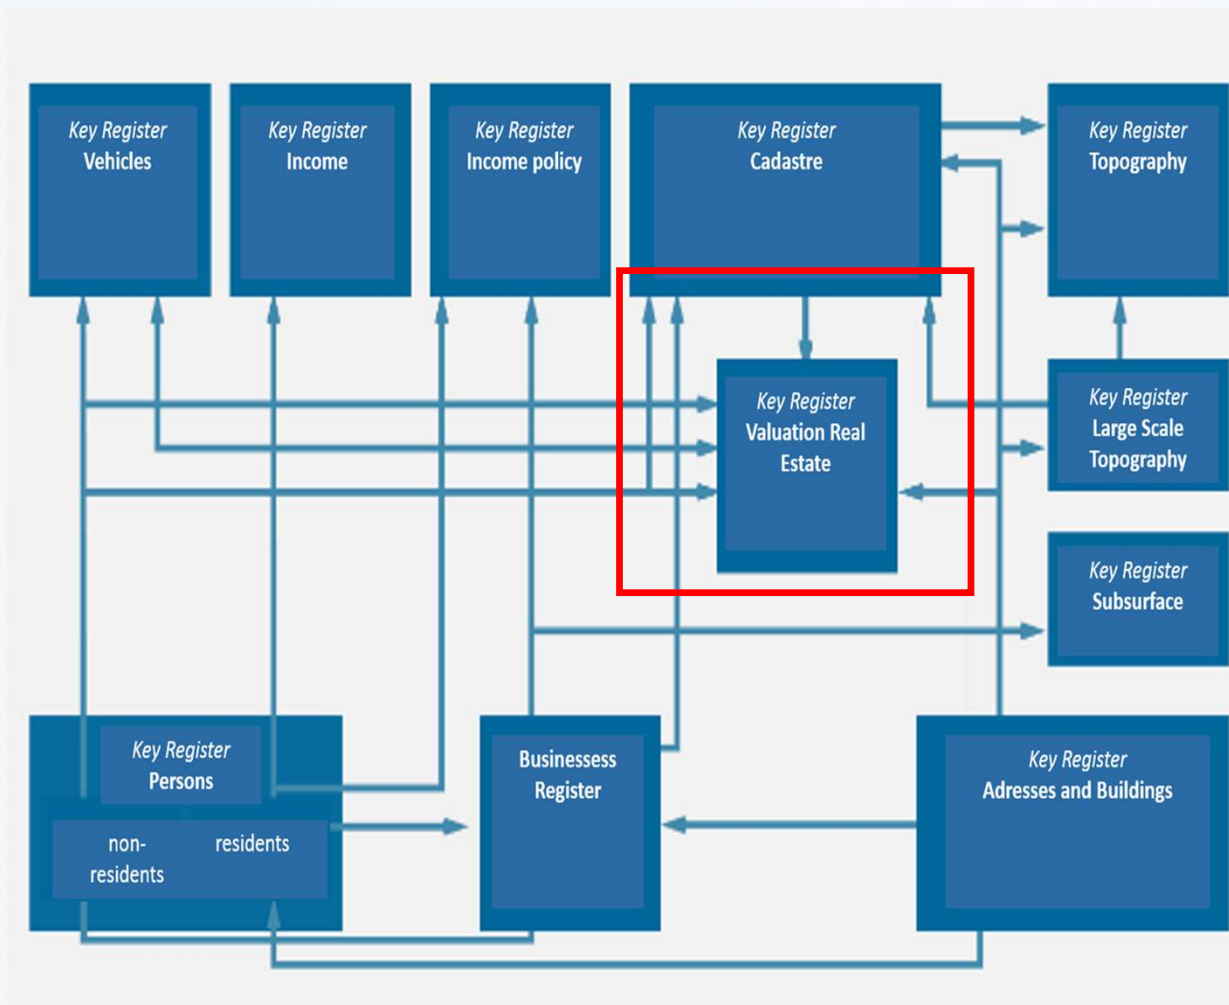 Key Register
Vehicles
Key Register
Income
Key Register
Income policy
Key Register
Cadastre
Key Register
Topography
Key Register
Valuation Real
Estate
Key Register
Large Scale
Topography
Key Register
Subsurface
Key Register
Persons
non-
residents
residents
Businessess
Register
Key Register
Adresses and Buildings